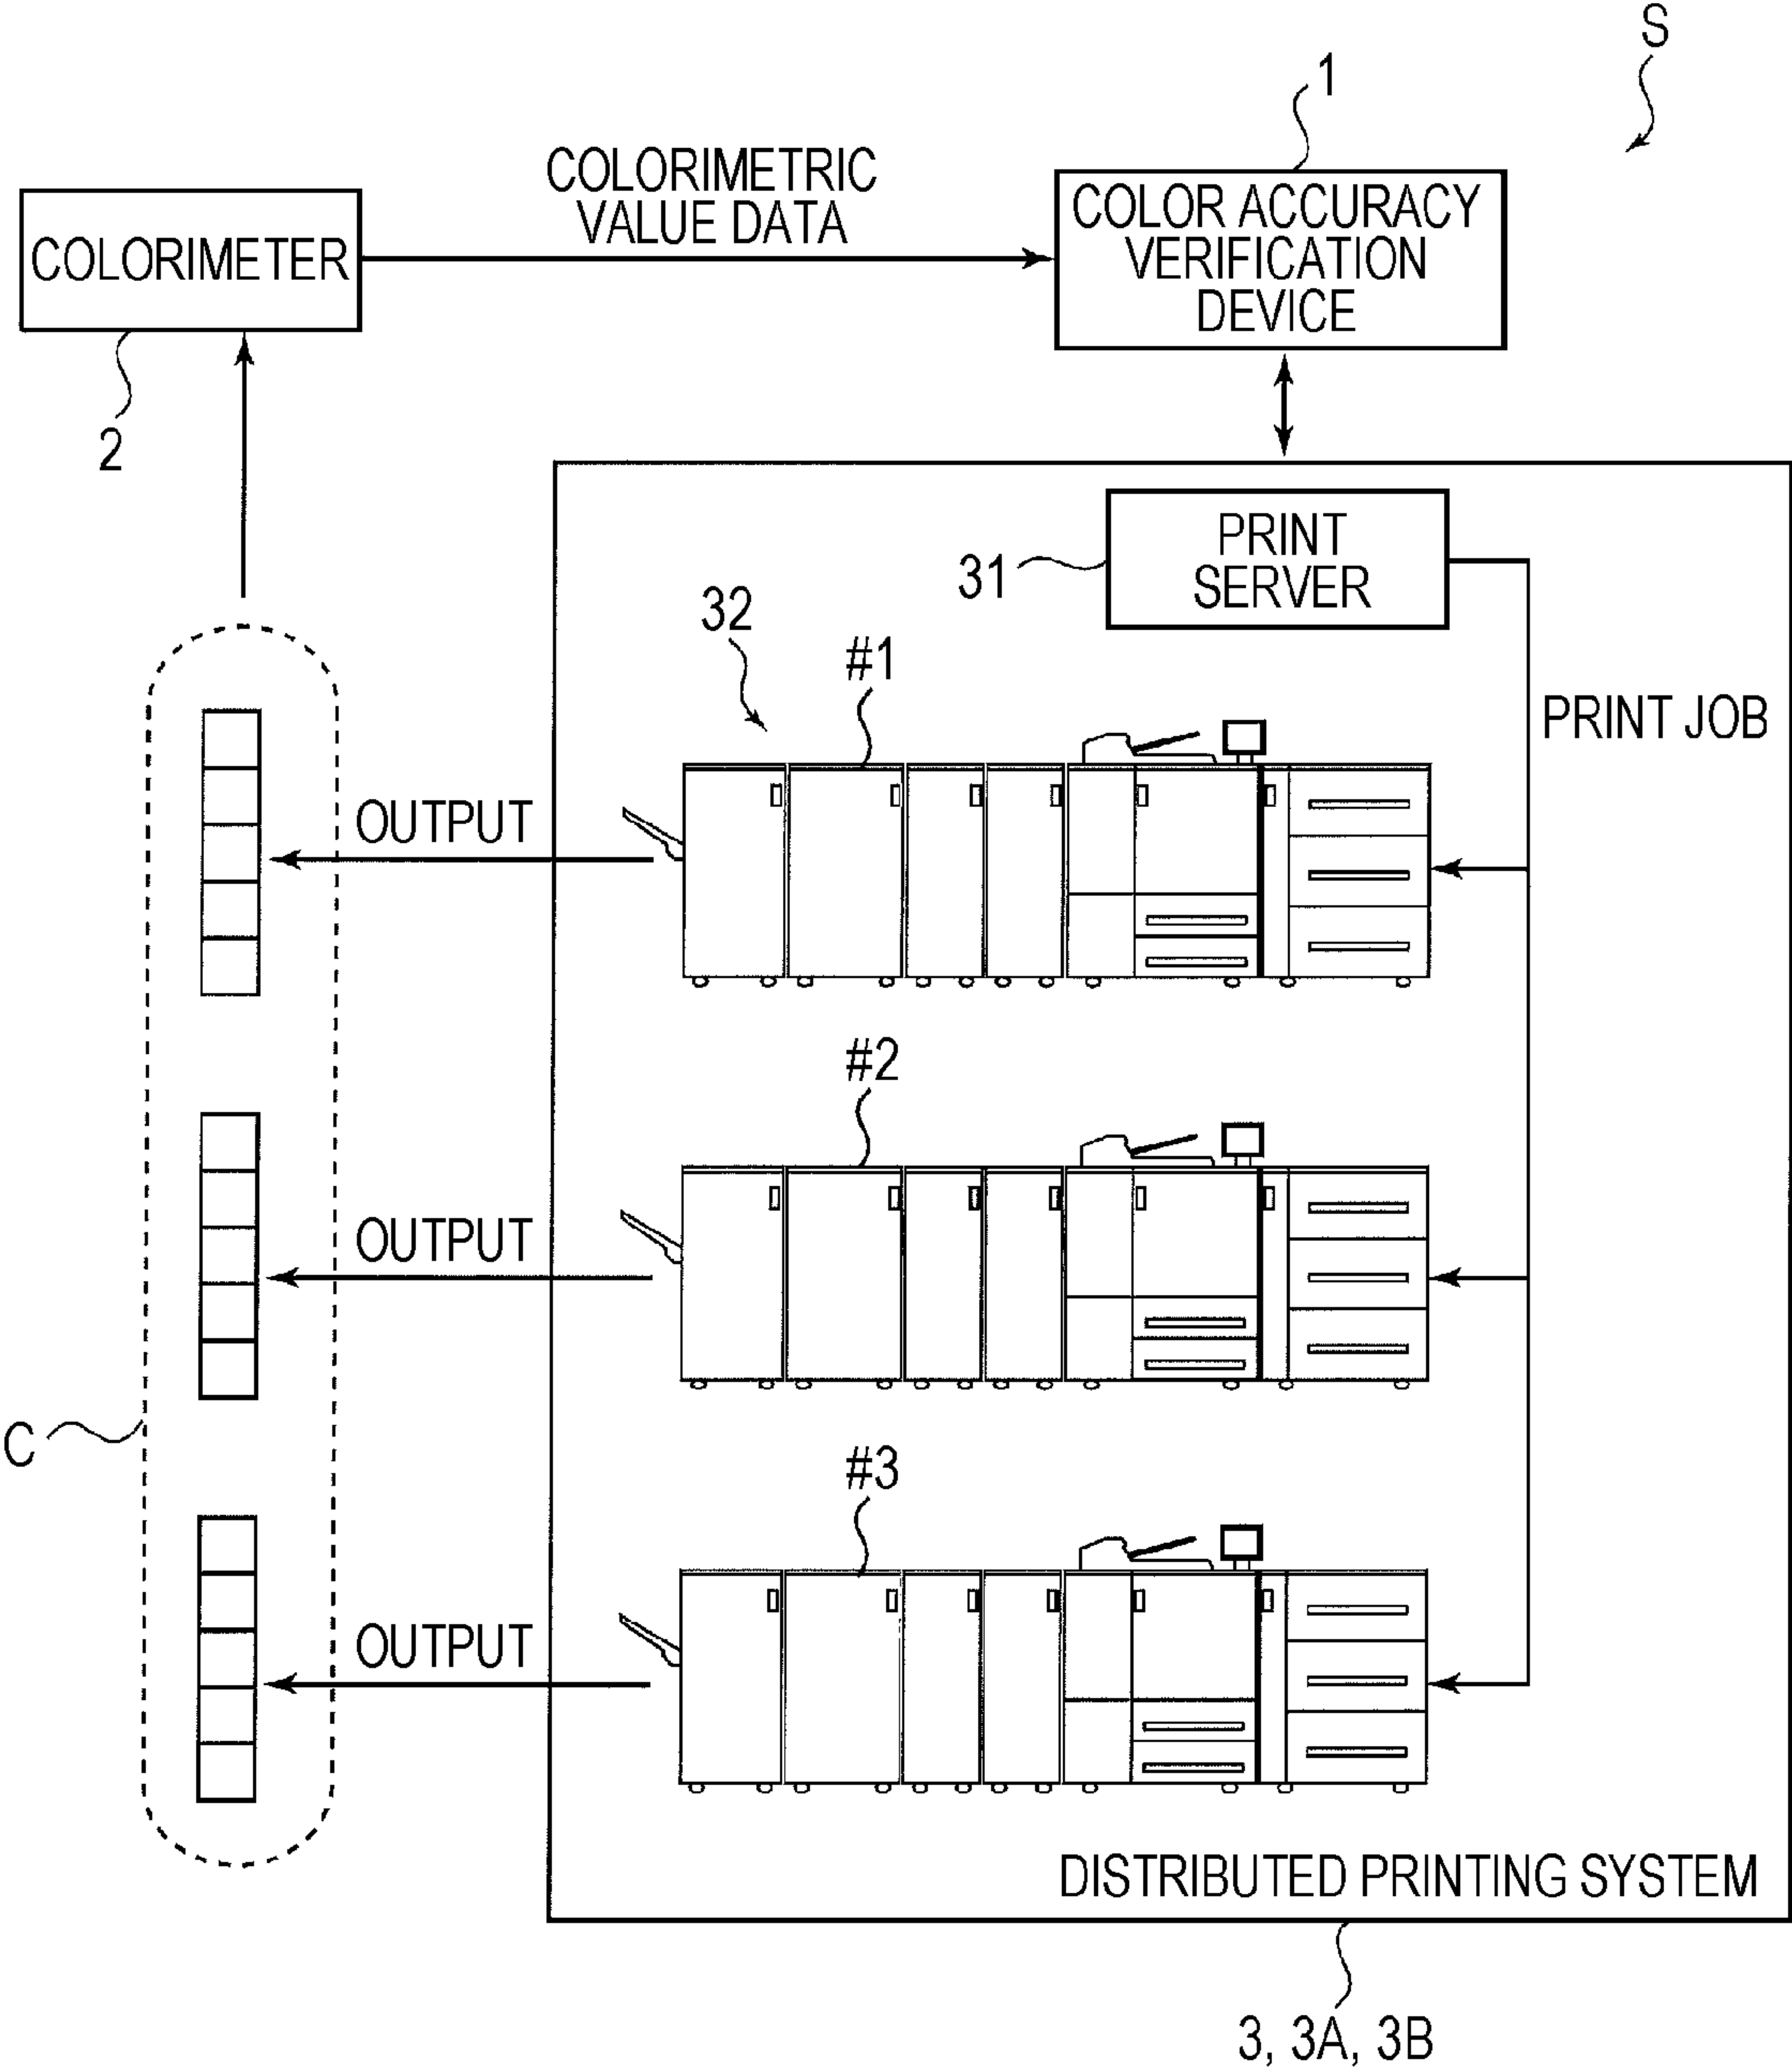 S
1
COLORIMETRIC
VALUE DATA
COLOR ACCURACY
VERIFICATION
DEVICE
COLORIMETER
2
PRINT
SERVER
31
32
#1
PRINT JOB
OUTPUT
#2
OUTPUT
C
#3
OUTPUT
DISTRIBUTED PRINTING SYSTEM
3, 3A, 3B